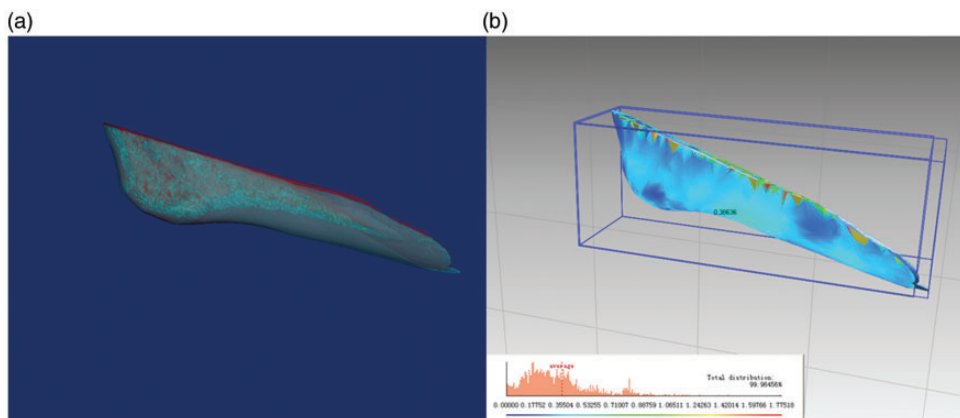 (a)
(b)
0.30636
average
Total distribution:
99.96456%
0.00000 0.17752 0.35504 0.53255 0.71007 0.88759 1.06511 1.24263 1.42014 1.59766 1.77518